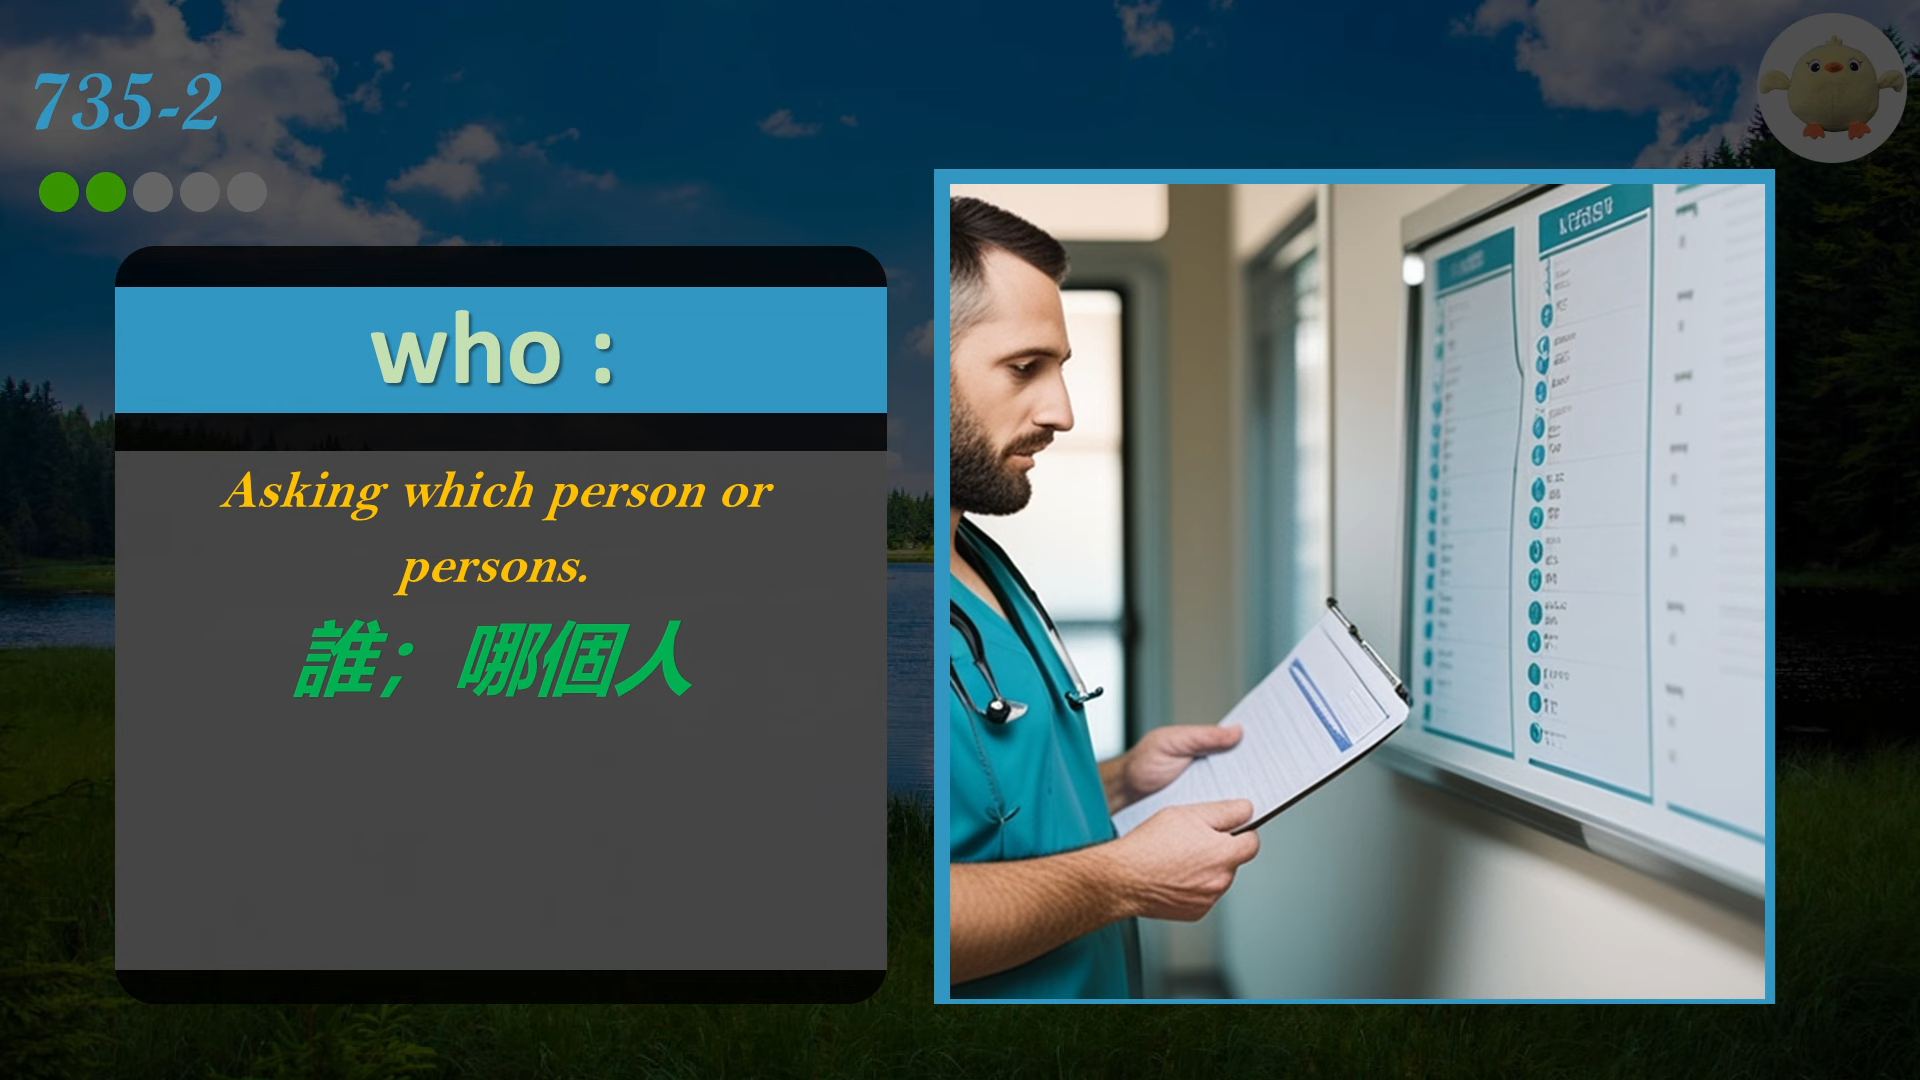 735-2
who :
Asking which person or
persons.
誰；哪個人